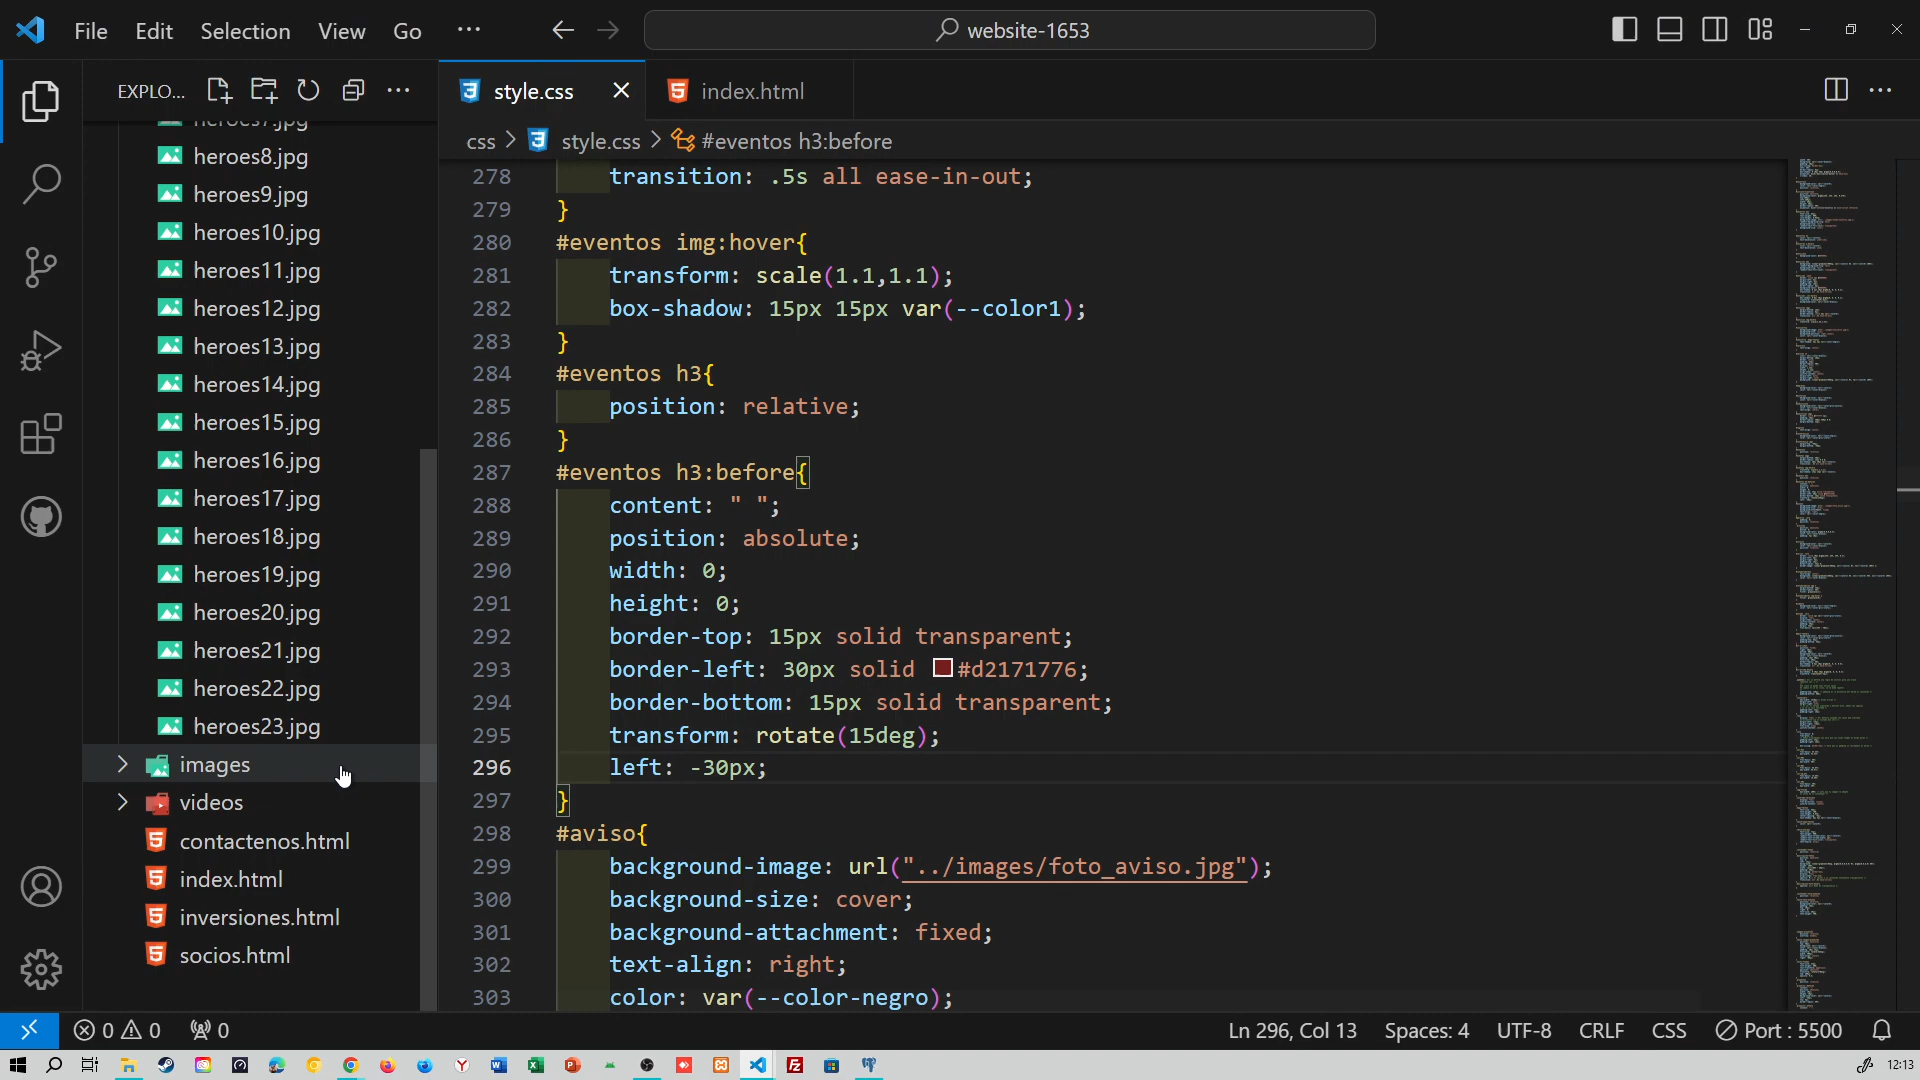 File Edit Selection View Go ···
website-1653
EXPLO...
style.css
index.html
css > style.css > #eventos h3:before
heroes7.jpg
heroes8.jpg
heroes9.jpg
heroes10.jpg
heroes11.jpg
heroes12.jpg
heroes13.jpg
heroes14.jpg
heroes15.jpg
heroes16.jpg
heroes17.jpg
heroes18.jpg
heroes19.jpg
heroes20.jpg
heroes21.jpg
heroes22.jpg
heroes23.jpg
images
videos
contactenos.html
index.html
inversiones.html
socios.html
278 transition: .5s all ease-in-out;
279 }
280 #eventos img:hover{
281 transform: scale(1.1,1.1);
282 box-shadow: 15px 15px var(--color1);
283 }
284 #eventos h3{
285 position: relative;
286 }
287 #eventos h3:before{
288 content: " ";
289 position: absolute;
290 width: 0;
291 height: 0;
292 border-top: 15px solid transparent;
293 border-left: 30px solid #d2171776;
294 border-bottom: 15px solid transparent;
295 transform: rotate(15deg);
296 left: -30px;
297 }
298 #aviso{
299 background-image: url("../images/foto_aviso.jpg");
300 background-size: cover;
301 background-attachment: fixed;
302 text-align: right;
303 color: var(--color-negro);
0 0 0
Ln 296, Col 13 Spaces: 4 UTF-8 CRLF CSS Port : 5500
12:13